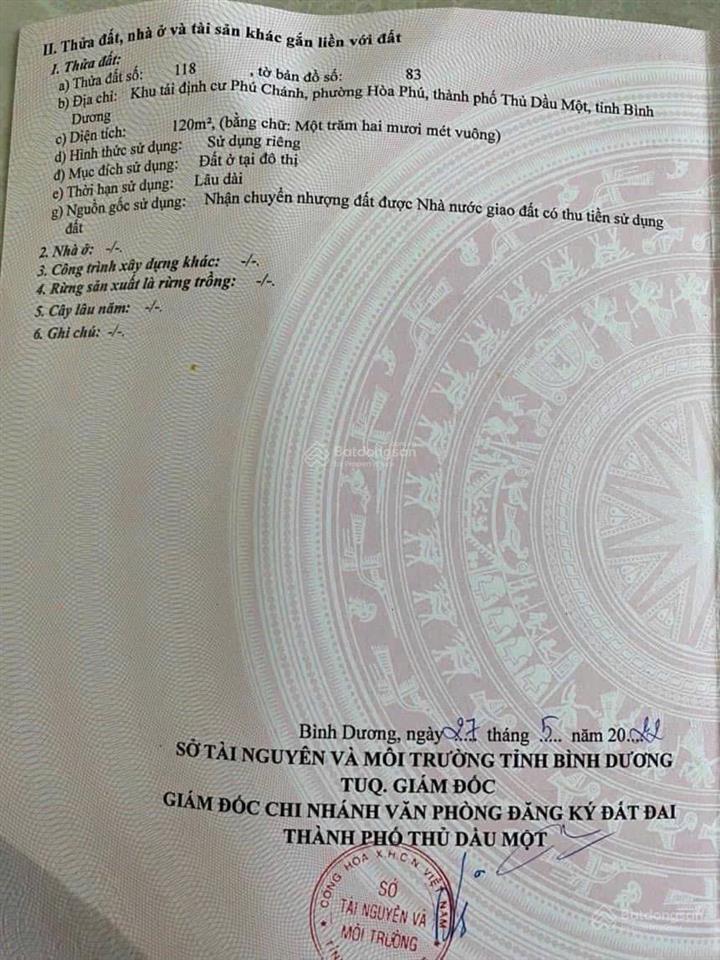 II. Thửa đất, nhà ở và tài sản khác gắn liền với đất
1. Thửa đất:
a) Thửa đất số: 118 , tờ bản đồ số: 83
b) Địa chỉ: Khu tái định cư Phú Chánh, phường Hòa Phú, thành phố Thủ Dầu Một, tỉnh Bình
Dương
c) Diện tích: 120m², (bằng chữ: Một trăm hai mươi mét vuông)
d) Hình thức sử dụng: Sử dụng riêng
đ) Mục đích sử dụng: Đất ở tại đô thị
e) Thời hạn sử dụng: Lâu dài
g) Nguồn gốc sử dụng: Nhận chuyển nhượng đất được Nhà nước giao đất có thu tiền sử dụng
đất
2. Nhà ở: -/-.
3. Công trình xây dựng khác: -/-.
4. Rừng sản xuất là rừng trồng: -/-.
5. Cây lâu năm: -/-.
6. Ghi chú: -/-.
Batdongsan
Bình Dương, ngày 27 tháng 5 năm 2022
SỞ TÀI NGUYÊN VÀ MÔI TRƯỜNG TỈNH BÌNH DƯƠNG
TUQ. GIÁM ĐỐC
GIÁM ĐỐC CHI NHÁNH VĂN PHÒNG ĐĂNG KÝ ĐẤT ĐAI
THÀNH PHỐ THỦ DẦU MỘT
CỘNG HÒA X.H.C.N VIỆT NAM
SỞ
TÀI NGUYÊN VÀ
MÔI TRƯỜNG
Batdongsan